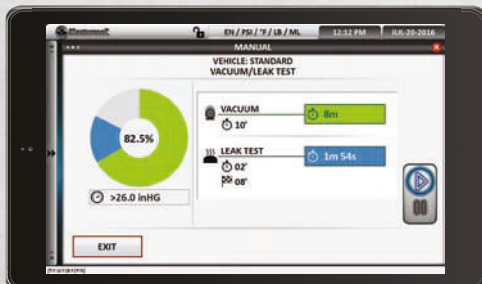 EN / PSI / °F / LB / ML
12:12 PM
JUL-20-2016
MANUAL
VEHICLE: STANDARD
VACUUM/LEAK TEST
82.5%
>26.0 inHG
VACUUM
10'
8m
LEAK TEST
02'
08'
1m 54s
EXIT